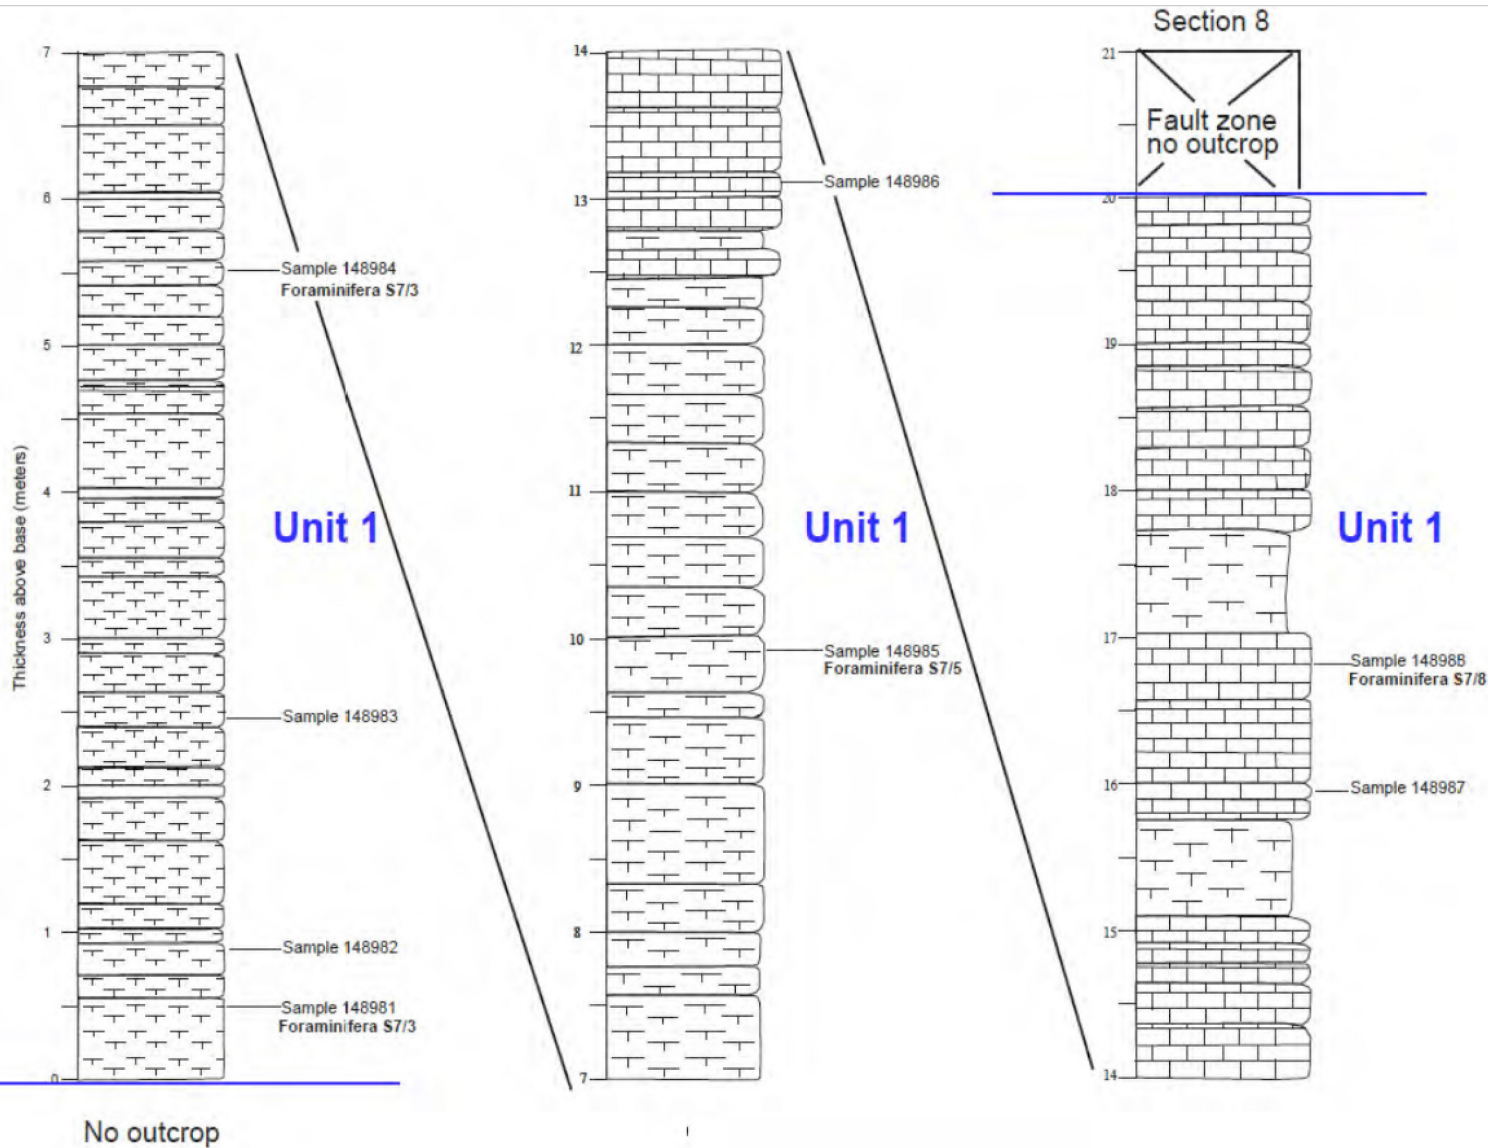 Section 8
7
6
5
4
3
2
1
0
Thickness above base (meters)
Sample 148984
Foraminifera S7/3
Unit 1
Sample 148983
Sample 148982
Sample 148981
Foraminifera S7/3
No outcrop
14
13
12
11
10
9
8
7
Sample 148986
Unit 1
Sample 148985
Foraminifera S7/5
21
20
19
18
17
16
15
14
Fault zone
no outcrop
Unit 1
Sample 148988
Foraminifera S7/8
Sample 148987